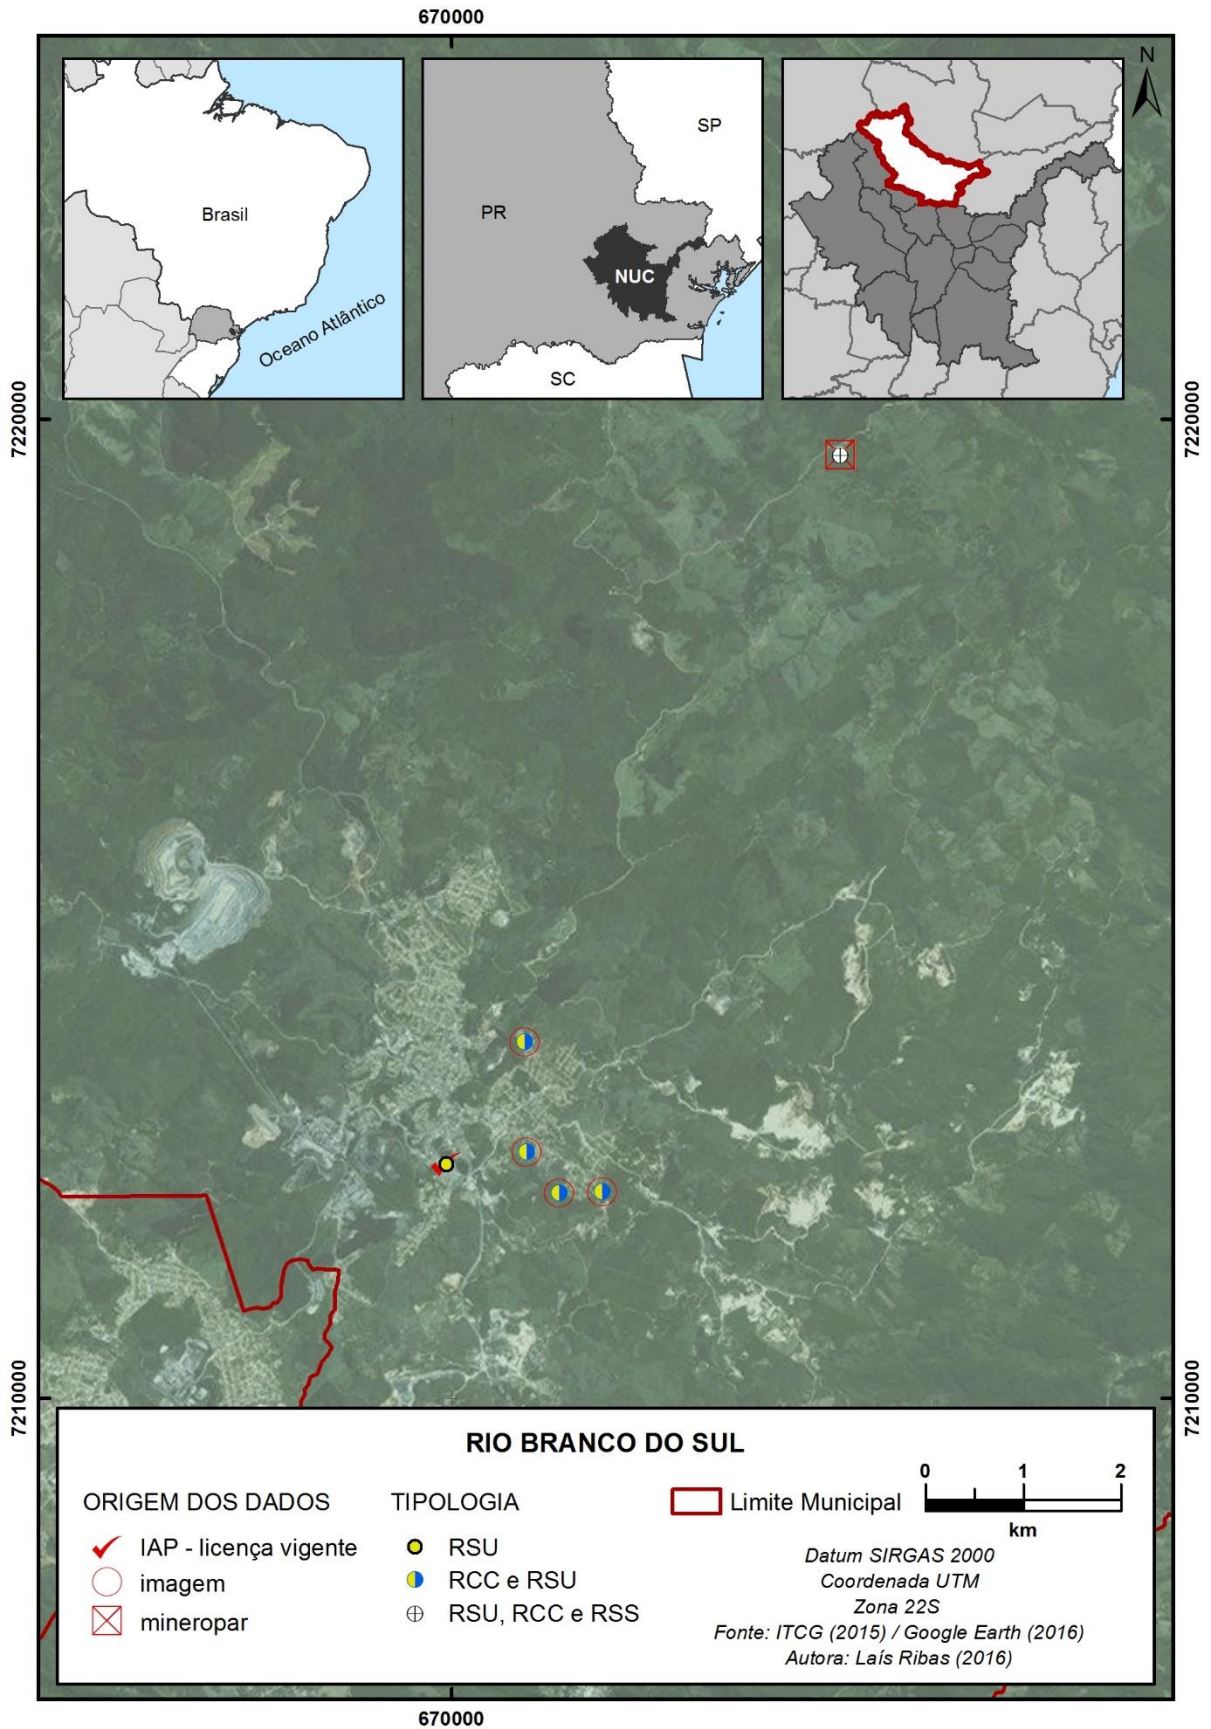 670000
N
Brasil
Oceano Atlântico
PR
SP
NUC
SC
7220000
7220000
7210000
7210000
RIO BRANCO DO SUL
ORIGEM DOS DADOS
IAP - licença vigente
imagem
mineropar
TIPOLOGIA
RSU
RCC e RSU
RSU, RCC e RSS
Limite Municipal
0 1 2
km
Datum SIRGAS 2000
Coordenada UTM
Zona 22S
Fonte: ITCG (2015) / Google Earth (2016)
Autora: Laís Ribas (2016)
670000